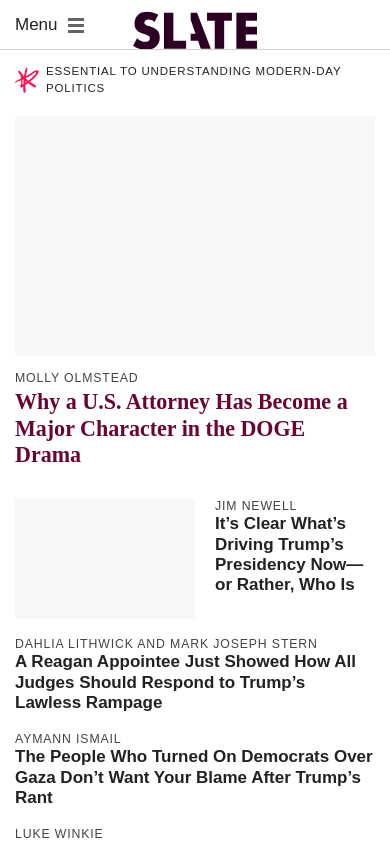 Menu
SLATE
ESSENTIAL TO UNDERSTANDING MODERN-DAY
POLITICS
MOLLY OLMSTEAD
Why a U.S. Attorney Has Become a
Major Character in the DOGE
Drama
JIM NEWELL
It’s Clear What’s
Driving Trump’s
Presidency Now—
or Rather, Who Is
DAHLIA LITHWICK AND MARK JOSEPH STERN
A Reagan Appointee Just Showed How All
Judges Should Respond to Trump’s
Lawless Rampage
AYMANN ISMAIL
The People Who Turned On Democrats Over
Gaza Don’t Want Your Blame After Trump’s
Rant
LUKE WINKIE